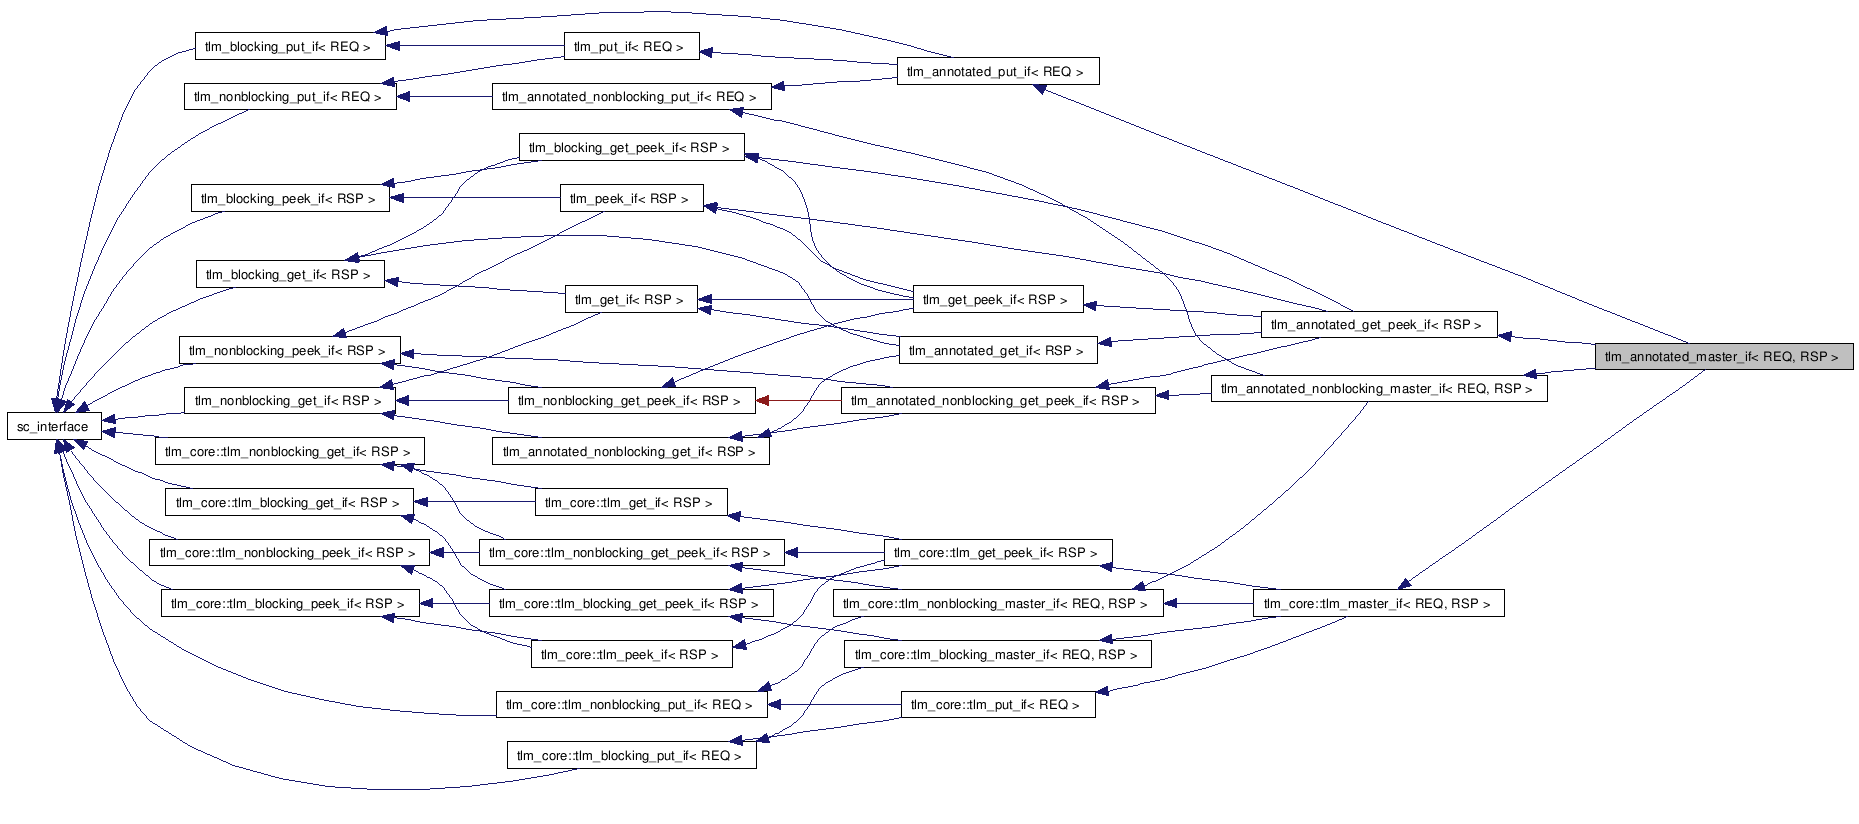 tlm_blocking_put_if< REQ >
tlm_put_if< REQ >
tlm_annotated_put_if< REQ >
tlm_nonblocking_put_if< REQ >
tlm_annotated_nonblocking_put_if< REQ >
tlm_blocking_get_peek_if< RSP >
tlm_blocking_peek_if< RSP >
tlm_peek_if< RSP >
tlm_blocking_get_if< RSP >
tlm_get_if< RSP >
tlm_get_peek_if< RSP >
tlm_annotated_get_peek_if< RSP >
tlm_nonblocking_peek_if< RSP >
tlm_annotated_get_if< RSP >
tlm_annotated_master_if< REQ, RSP >
tlm_annotated_nonblocking_master_if< REQ, RSP >
tlm_nonblocking_get_if< RSP >
tlm_nonblocking_get_peek_if< RSP >
tlm_annotated_nonblocking_get_peek_if< RSP >
sc_interface
tlm_core::tlm_nonblocking_get_if< RSP >
tlm_annotated_nonblocking_get_if< RSP >
tlm_core::tlm_blocking_get_if< RSP >
tlm_core::tlm_get_if< RSP >
tlm_core::tlm_nonblocking_peek_if< RSP >
tlm_core::tlm_nonblocking_get_peek_if< RSP >
tlm_core::tlm_get_peek_if< RSP >
tlm_core::tlm_blocking_peek_if< RSP >
tlm_core::tlm_blocking_get_peek_if< RSP >
tlm_core::tlm_nonblocking_master_if< REQ, RSP >
tlm_core::tlm_master_if< REQ, RSP >
tlm_core::tlm_peek_if< RSP >
tlm_core::tlm_blocking_master_if< REQ, RSP >
tlm_core::tlm_nonblocking_put_if< REQ >
tlm_core::tlm_put_if< REQ >
tlm_core::tlm_blocking_put_if< REQ >